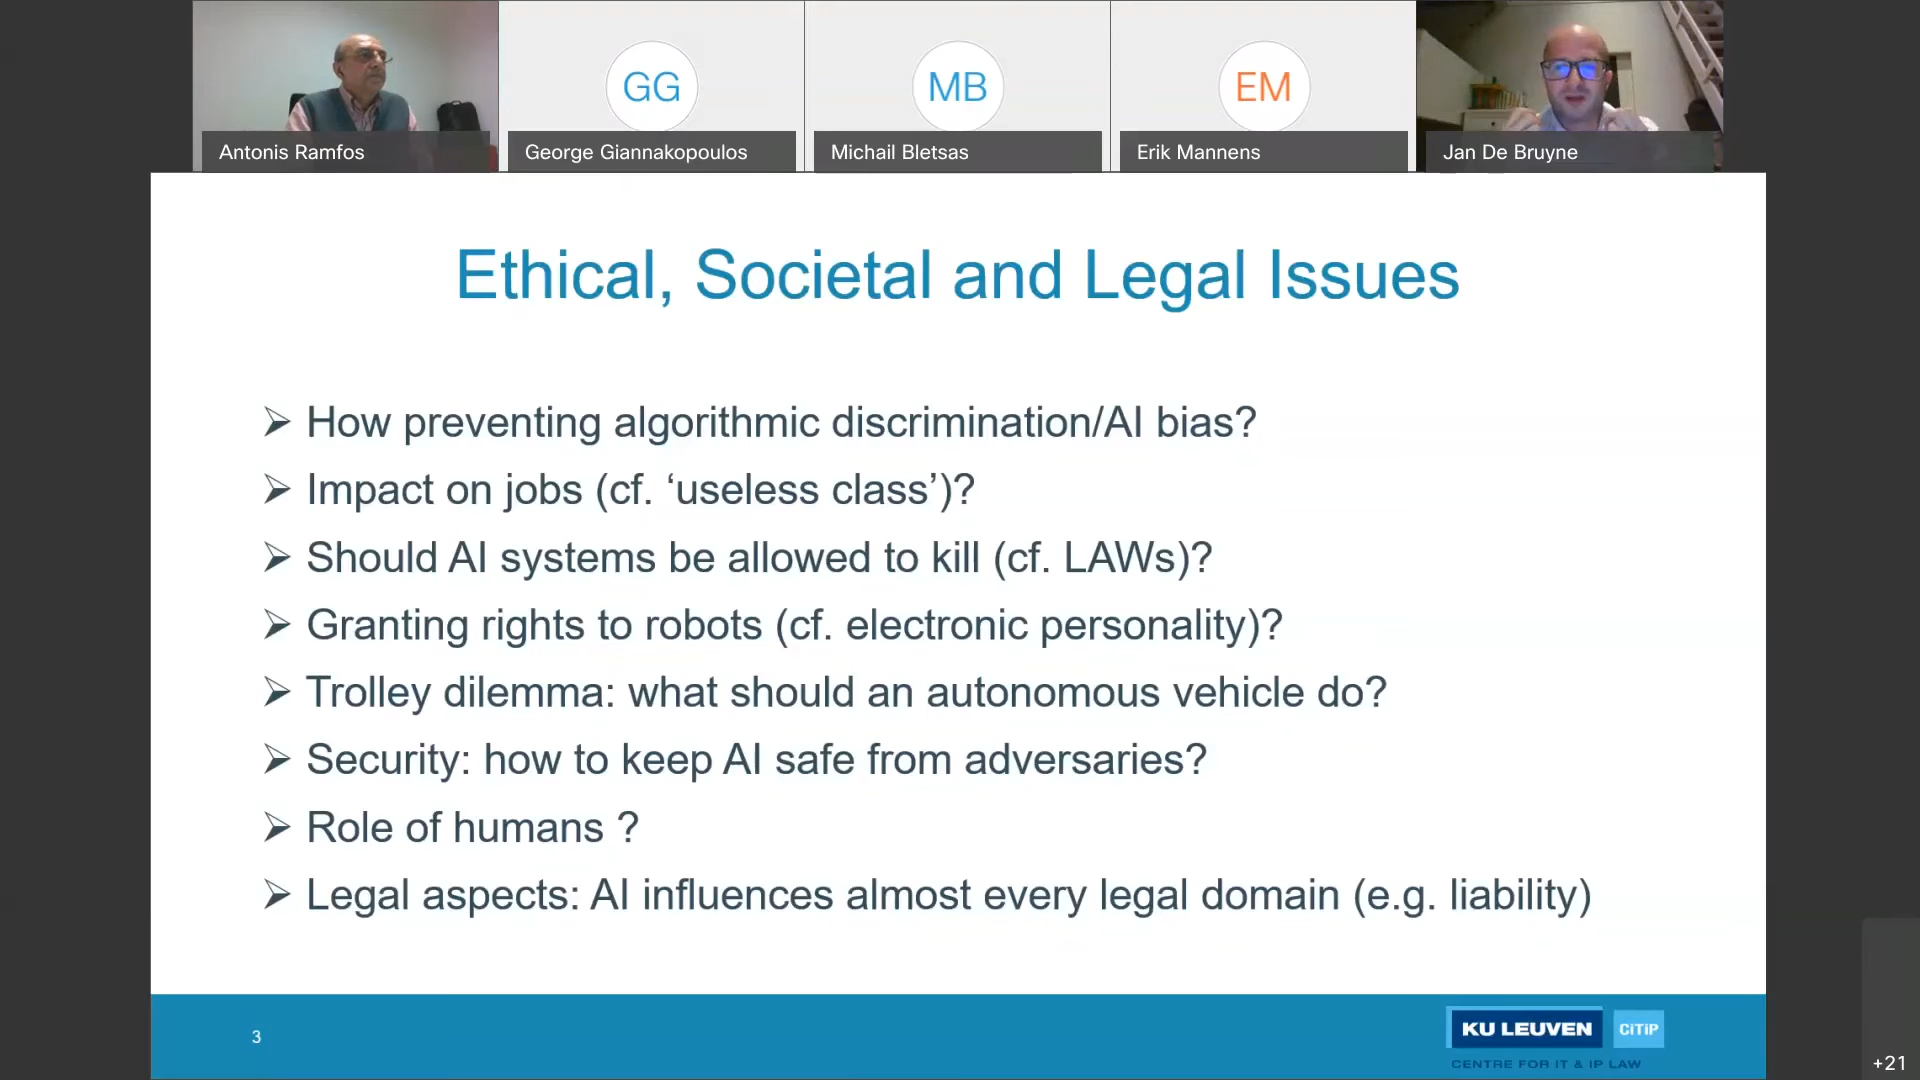 GG
MB
EM
Antonis Ramfos
George Giannakopoulos
Michail Bletsas
Erik Mannens
Jan De Bruyne
Ethical, Societal and Legal Issues
➢ How preventing algorithmic discrimination/AI bias?
➢ Impact on jobs (cf. ‘useless class’)?
➢ Should AI systems be allowed to kill (cf. LAWs)?
➢ Granting rights to robots (cf. electronic personality)?
➢ Trolley dilemma: what should an autonomous vehicle do?
➢ Security: how to keep AI safe from adversaries?
➢ Role of humans ?
➢ Legal aspects: AI influences almost every legal domain (e.g. liability)
3
KU LEUVEN CiTiP
CENTRE FOR IT & IP LAW
+21